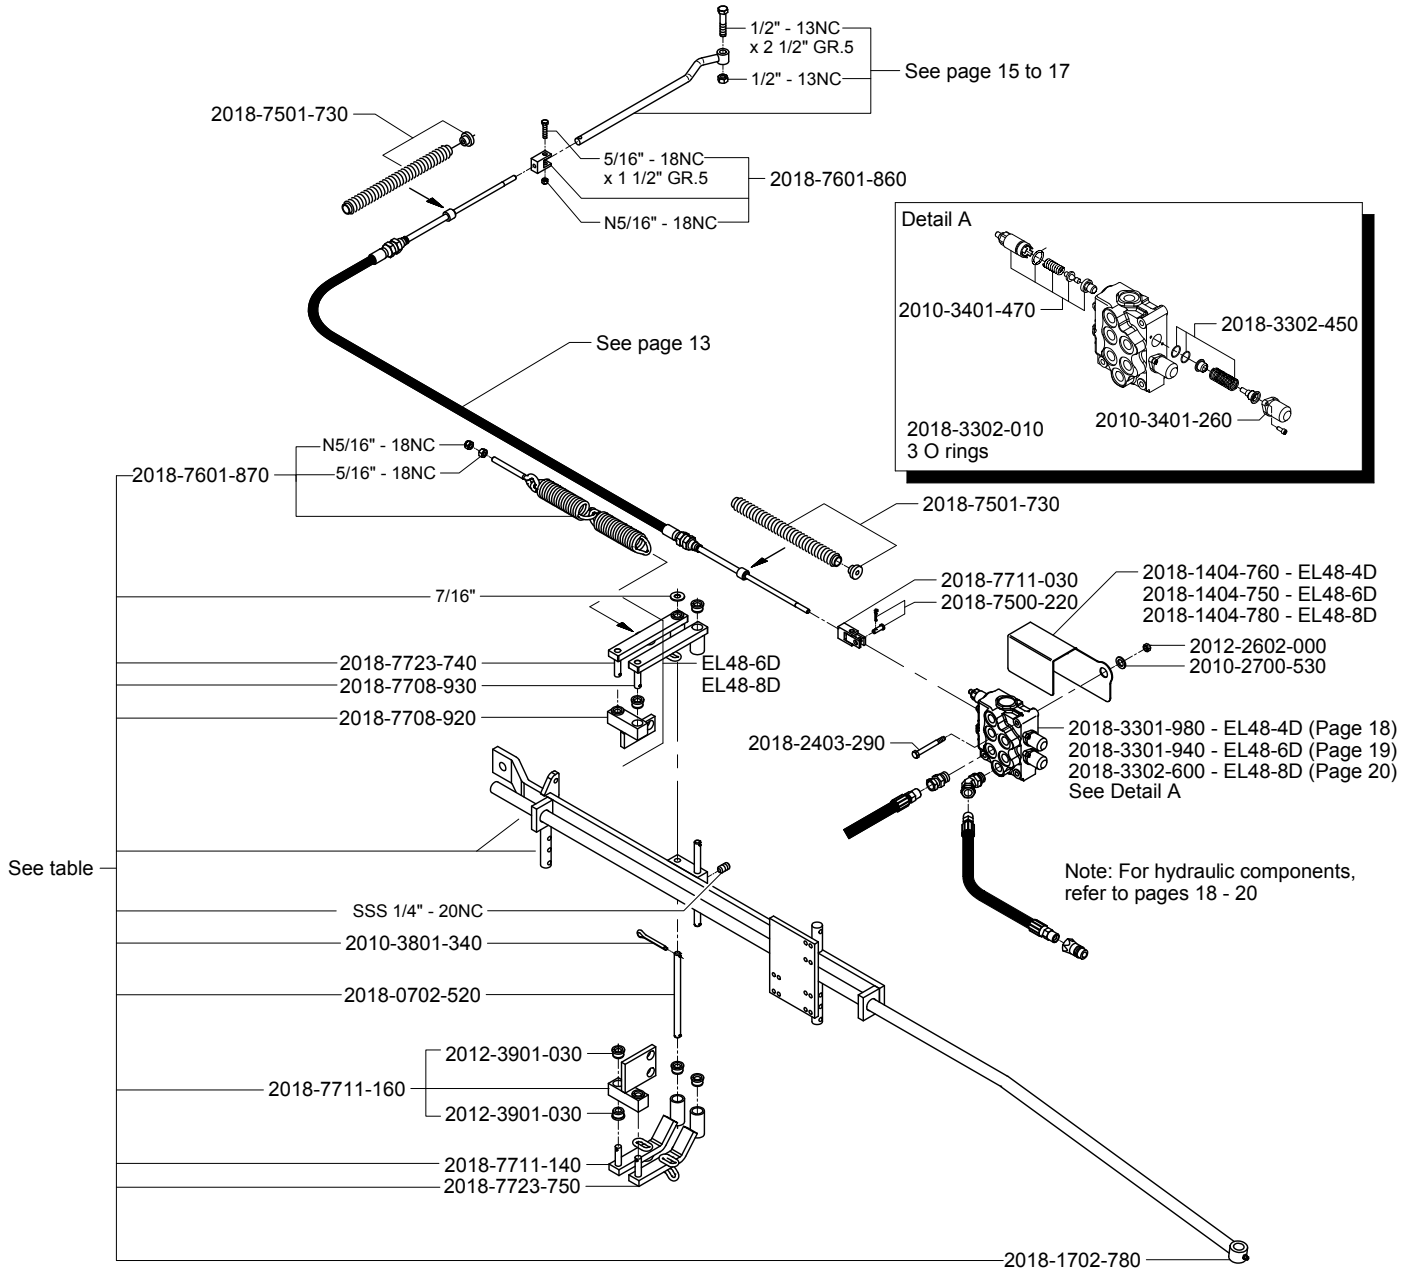 1/2" - 13NC
x 2 1/2" GR.5
1/2" - 13NC
See page 15 to 17
2018-7501-730
5/16" - 18NC
x 1 1/2" GR.5
2018-7601-860
N5/16" - 18NC
Detail A
2010-3401-470
2018-3302-450
2010-3401-260
2018-3302-010
3 O rings
See page 13
N5/16" - 18NC
2018-7601-870
5/16" - 18NC
2018-7501-730
2018-7711-030
2018-7500-220
2018-1404-760 - EL48-4D
2018-1404-750 - EL48-6D
2018-1404-780 - EL48-8D
2012-2602-000
2010-2700-530
7/16"
2018-7723-740
2018-7708-930
2018-7708-920
EL48-6D
EL48-8D
2018-2403-290
2018-3301-980 - EL48-4D (Page 18)
2018-3301-940 - EL48-6D (Page 19)
2018-3302-600 - EL48-8D (Page 20)
See Detail A
See table
Note: For hydraulic components,
refer to pages 18 - 20
SSS 1/4" - 20NC
2010-3801-340
2018-0702-520
2012-3901-030
2018-7711-160
2012-3901-030
2018-7711-140
2018-7723-750
2018-1702-780